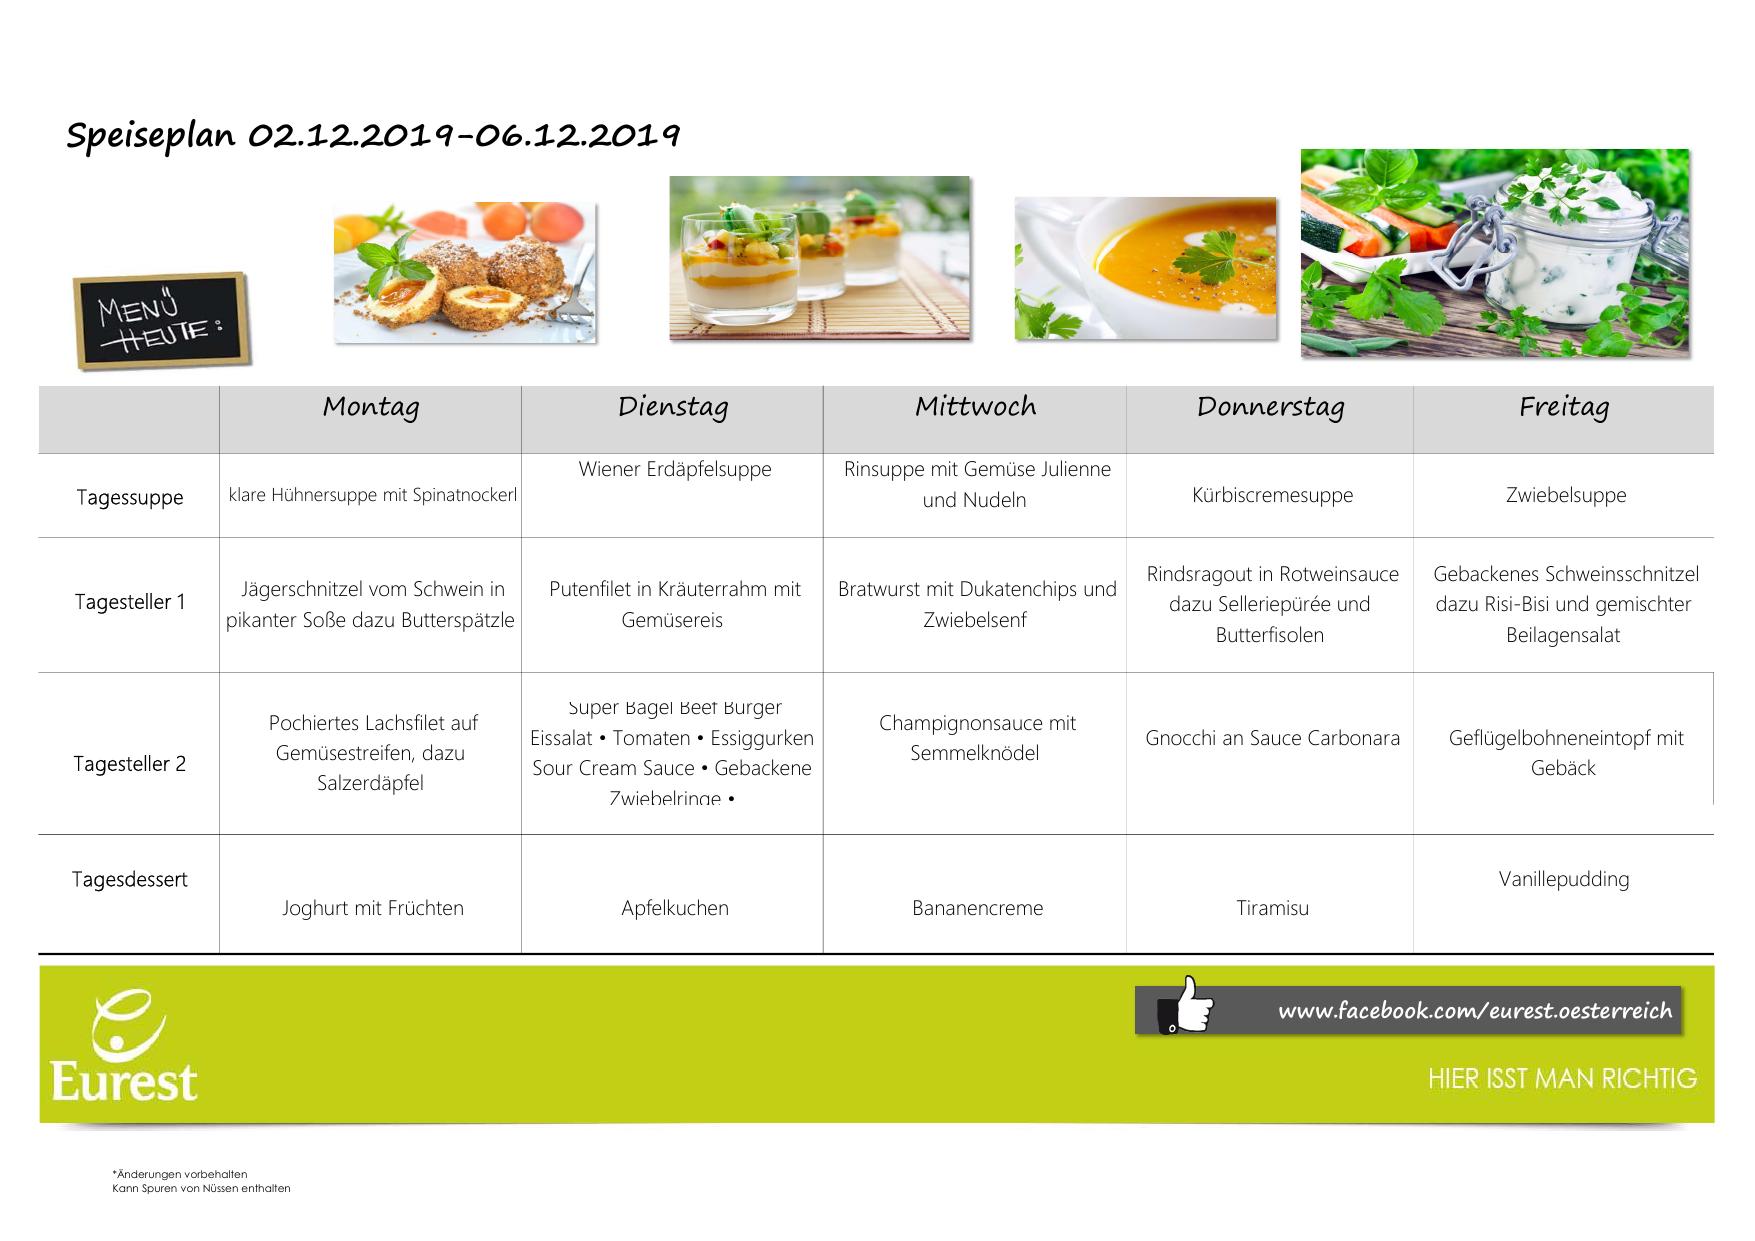 Speiseplan 02.12.2019-06.12.2019
MENÜ
HEUTE:
Montag
Dienstag
Mittwoch
Donnerstag
Freitag
Tagessuppe
klare Hühnersuppe mit Spinatnockerl
Wiener Erdäpfelsuppe
Rinsuppe mit Gemüse Julienne
und Nudeln
Kürbiscremesuppe
Zwiebelsuppe
Tagesteller 1
Jägerschnitzel vom Schwein in
pikanter Soße dazu Butterspätzle
Putenfilet in Kräuterrahm mit
Gemüsereis
Bratwurst mit Dukatenchips und
Zwiebelsenf
Rindsragout in Rotweinsauce
dazu Selleriepürée und
Butterfisolen
Gebackenes Schweinsschnitzel
dazu Risi-Bisi und gemischter
Beilagensalat
Tagesteller 2
Pochiertes Lachsfilet auf
Gemüsestreifen, dazu
Salzerdäpfel
Super Bagel Beef Burger
Eissalat • Tomaten • Essiggurken
Sour Cream Sauce • Gebackene
Zwiebelringe •
Champignonsauce mit
Semmelknödel
Gnocchi an Sauce Carbonara
Geflügelbohneneintopf mit
Gebäck
Tagesdessert
Joghurt mit Früchten
Apfelkuchen
Bananencreme
Tiramisu
Vanillepudding
www.facebook.com/eurest.oesterreich
Eurest
HIER ISST MAN RICHTIG
*Änderungen vorbehalten
Kann Spuren von Nüssen enthalten